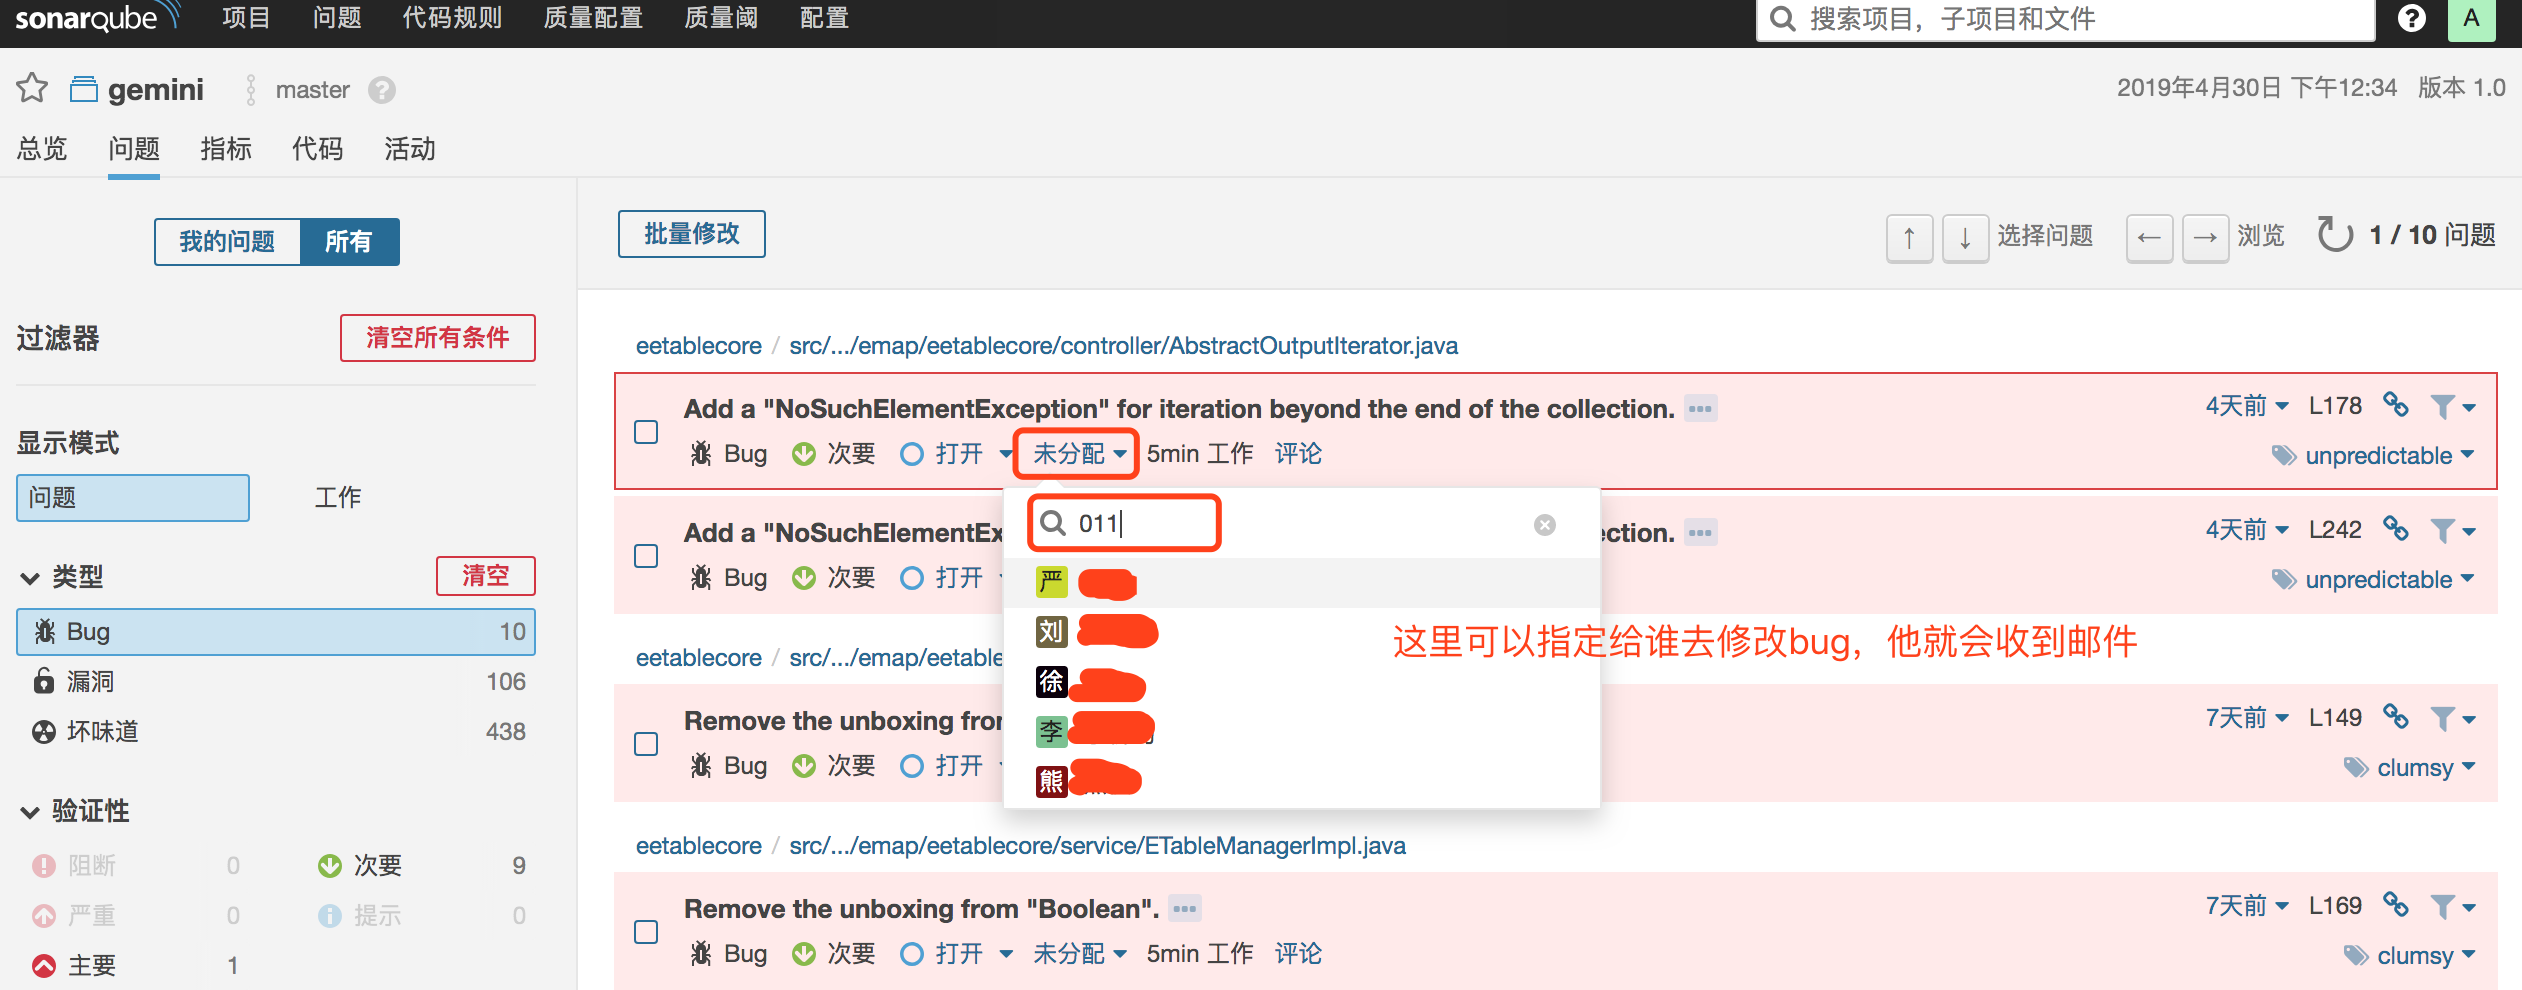 sonarqube 项目 问题 代码规则 质量配置 质量阈 配置 搜索项目，子项目和文件 ? A
gemini master ? 2019年4月30日 下午12:34 版本 1.0
总览 问题 指标 代码 活动
我的问题 所有
批量修改 ↑ ↓ 选择问题 ← → 浏览 1 / 10 问题
过滤器 清空所有条件
显示模式
问题 工作
类型 清空
Bug 10
漏洞 106
坏味道 438
验证性
阻断 0 次要 9
严重 0 提示 0
主要 1
eetablecore / src/.../emap/eetablecore/controller/AbstractOutputIterator.java
Add a "NoSuchElementException" for iteration beyond the end of the collection. 4天前 L178
Bug 次要 打开 未分配 5min 工作 评论 unpredictable
011
严
刘
徐
李
熊
Add a "NoSuchElementEx ction. 4天前 L242
Bug 次要 打开 unpredictable
这里可以指定给谁去修改bug，他就会收到邮件
eetablecore / src/.../emap/eetable
Remove the unboxing fror 7天前 L149
Bug 次要 打开 clumsy
eetablecore / src/.../emap/eetablecore/service/ETableManagerImpl.java
Remove the unboxing from "Boolean". 7天前 L169
Bug 次要 打开 未分配 5min 工作 评论 clumsy